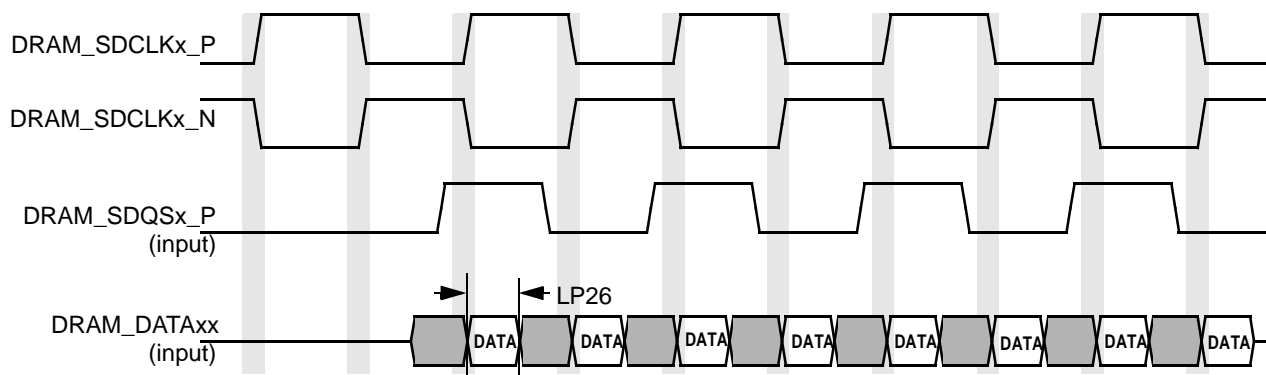 DRAM_SDCLKx_P
DRAM_SDCLKx_N
DRAM_SDQSx_P
(input)
LP26
DRAM_DATAxx
(input)
DATA DATA DATA DATA DATA DATA DATA DATA